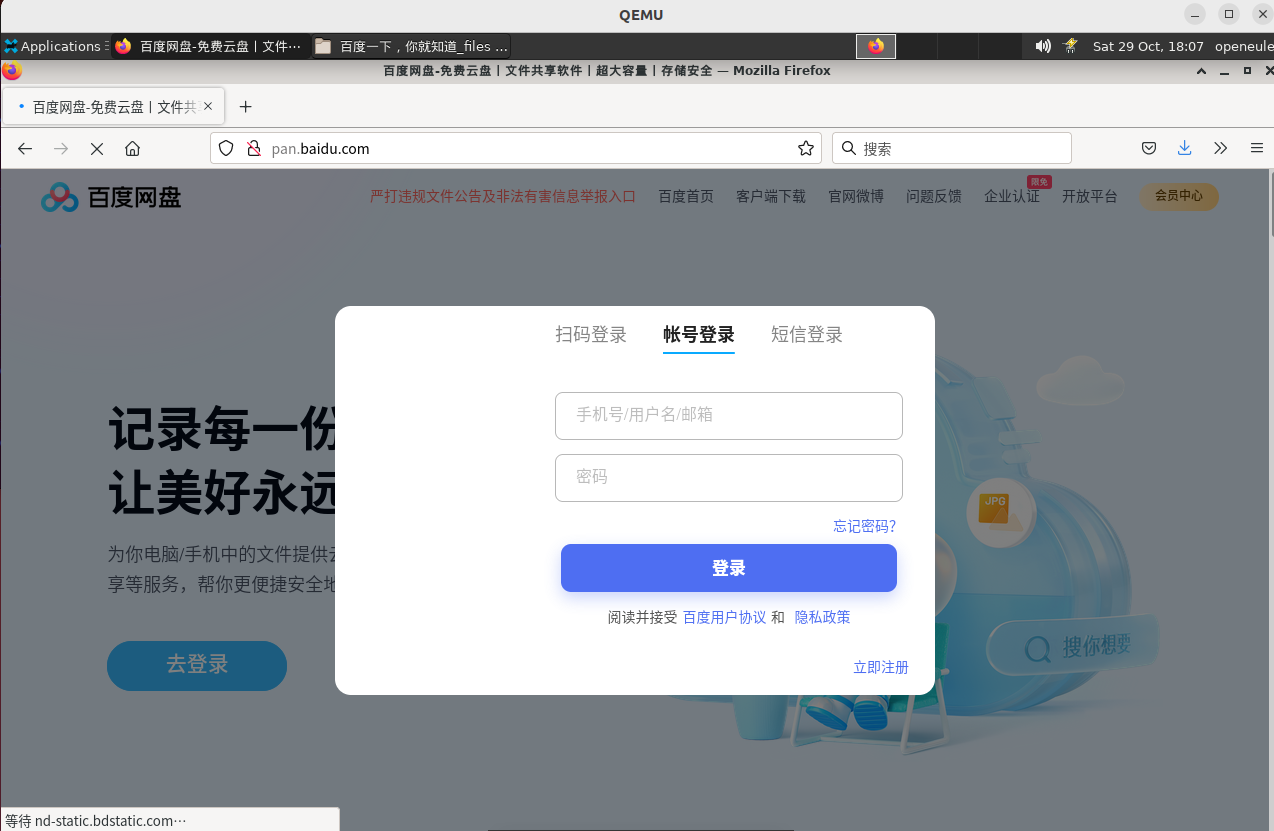 QEMU
Applications
百度网盘-免费云盘丨文件···
百度一下，你就知道_files ...
Sat 29 Oct, 18:07
openeule
百度网盘-免费云盘丨文件共享软件丨超大容量丨存储安全 — Mozilla Firefox
百度网盘-免费云盘丨文件共
pan.baidu.com
搜索
百度网盘
严打违规文件公告及非法有害信息举报入口
百度首页
客户端下载
官网微博
问题反馈
企业认证
限免
开放平台
会员中心
扫码登录
帐号登录
短信登录
手机号/用户名/邮箱
密码
忘记密码?
登录
阅读并接受 百度用户协议 和 隐私政策
立即注册
记录每一份
让美好永远
为你电脑/手机中的文件提供云
享等服务，帮你更便捷安全地
去登录
JPG
搜你想要
等待 nd-static.bdstatic.com···